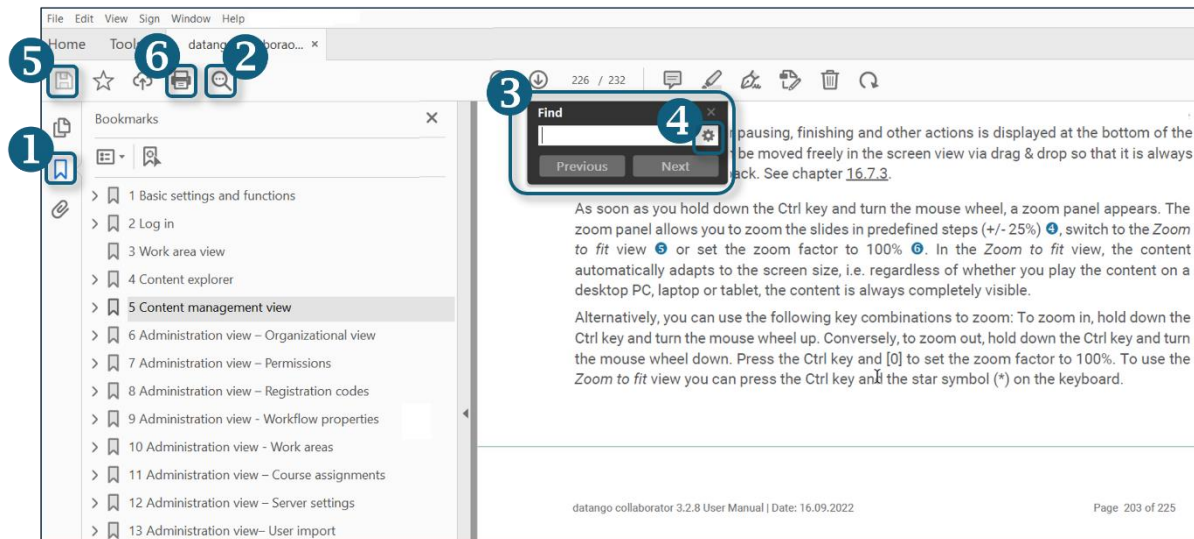 File Edit View Sign Window Help
Home Tool datang borao... ×
5 6 2
226 / 232
3
Bookmarks ×
Find ×
4
pausing, finishing and other actions is displayed at the bottom of the
1
be moved freely in the screen view via drag & drop so that it is always
Previous Next
ack. See chapter 16.7.3.
> 1 Basic settings and functions
> 2 Log in
3 Work area view
> 4 Content explorer
> 5 Content management view
> 6 Administration view – Organizational view
> 7 Administration view – Permissions
> 8 Administration view – Registration codes
> 9 Administration view - Workflow properties
> 10 Administration view - Work areas
> 11 Administration view – Course assignments
> 12 Administration view – Server settings
> 13 Administration view– User import
As soon as you hold down the Ctrl key and turn the mouse wheel, a zoom panel appears. The
zoom panel allows you to zoom the slides in predefined steps (+/- 25%) 4, switch to the Zoom
to fit view 5 or set the zoom factor to 100% 6. In the Zoom to fit view, the content
automatically adapts to the screen size, i.e. regardless of whether you play the content on a
desktop PC, laptop or tablet, the content is always completely visible.
Alternatively, you can use the following key combinations to zoom: To zoom in, hold down the
Ctrl key and turn the mouse wheel up. Conversely, to zoom out, hold down the Ctrl key and turn
the mouse wheel down. Press the Ctrl key and [0] to set the zoom factor to 100%. To use the
Zoom to fit view you can press the Ctrl key and the star symbol (*) on the keyboard.
datango collaborator 3.2.8 User Manual | Date: 16.09.2022
Page 203 of 225